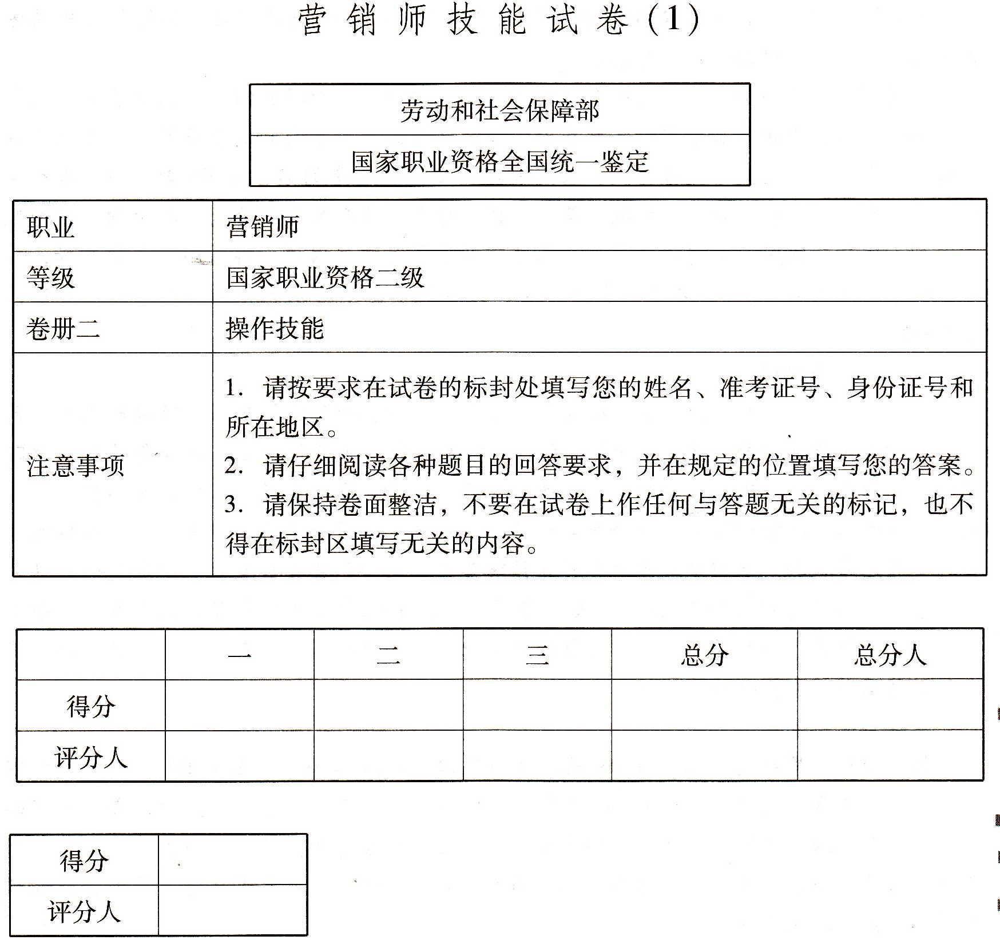 营销师技能试卷(1)
劳动和社会保障部
国家职业资格全国统一鉴定
职业 营销师
等级 国家职业资格二级
卷册二 操作技能
注意事项
1. 请按要求在试卷的标封处填写您的姓名、准考证号、身份证号和
所在地区。
2. 请仔细阅读各种题目的回答要求，并在规定的位置填写您的答案。
3. 请保持卷面整洁，不要在试卷上作任何与答题无关的标记，也不
得在标封区填写无关的内容。
一 二 三 总分 总分人
得分
评分人
得分
评分人